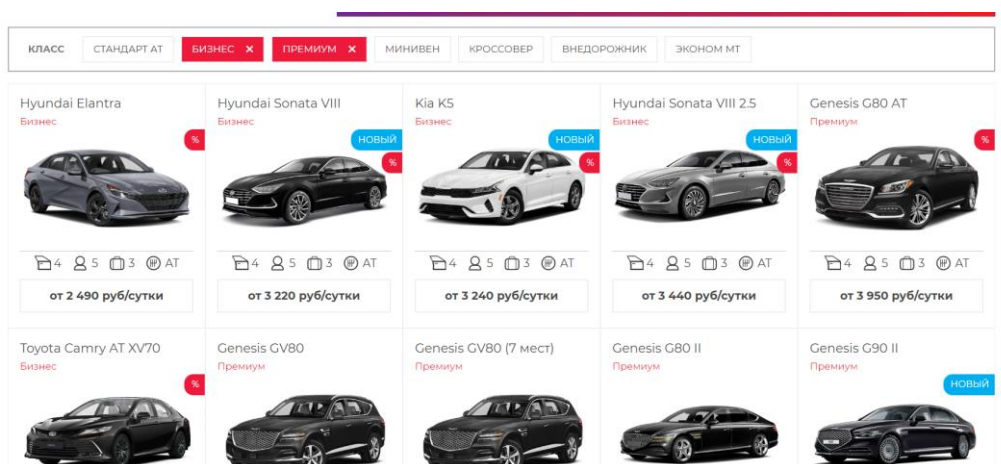 КЛАСС СТАНДАРТ АТ БИЗНЕС X ПРЕМИУМ X МИНИВЕН КРОССОВЕР ВНЕДОРОЖНИК ЭКОНОМ МТ
Hyundai Elantra
Бизнес
%
4 5 3 АТ
от 2 490 руб/сутки
Hyundai Sonata VIII
Бизнес
НОВЫЙ
%
4 5 3 АТ
от 3 220 руб/сутки
Kia K5
Бизнес
НОВЫЙ
%
4 5 3 АТ
от 3 240 руб/сутки
Hyundai Sonata VIII 2.5
Бизнес
НОВЫЙ
%
4 5 3 АТ
от 3 440 руб/сутки
Genesis G80 AT
Премиум
%
4 5 3 АТ
от 3 950 руб/сутки
Toyota Camry AT XV70
Бизнес
%
Genesis GV80
Премиум
Genesis GV80 (7 мест)
Премиум
Genesis G80 II
Премиум
Genesis G90 II
Премиум
НОВЫЙ